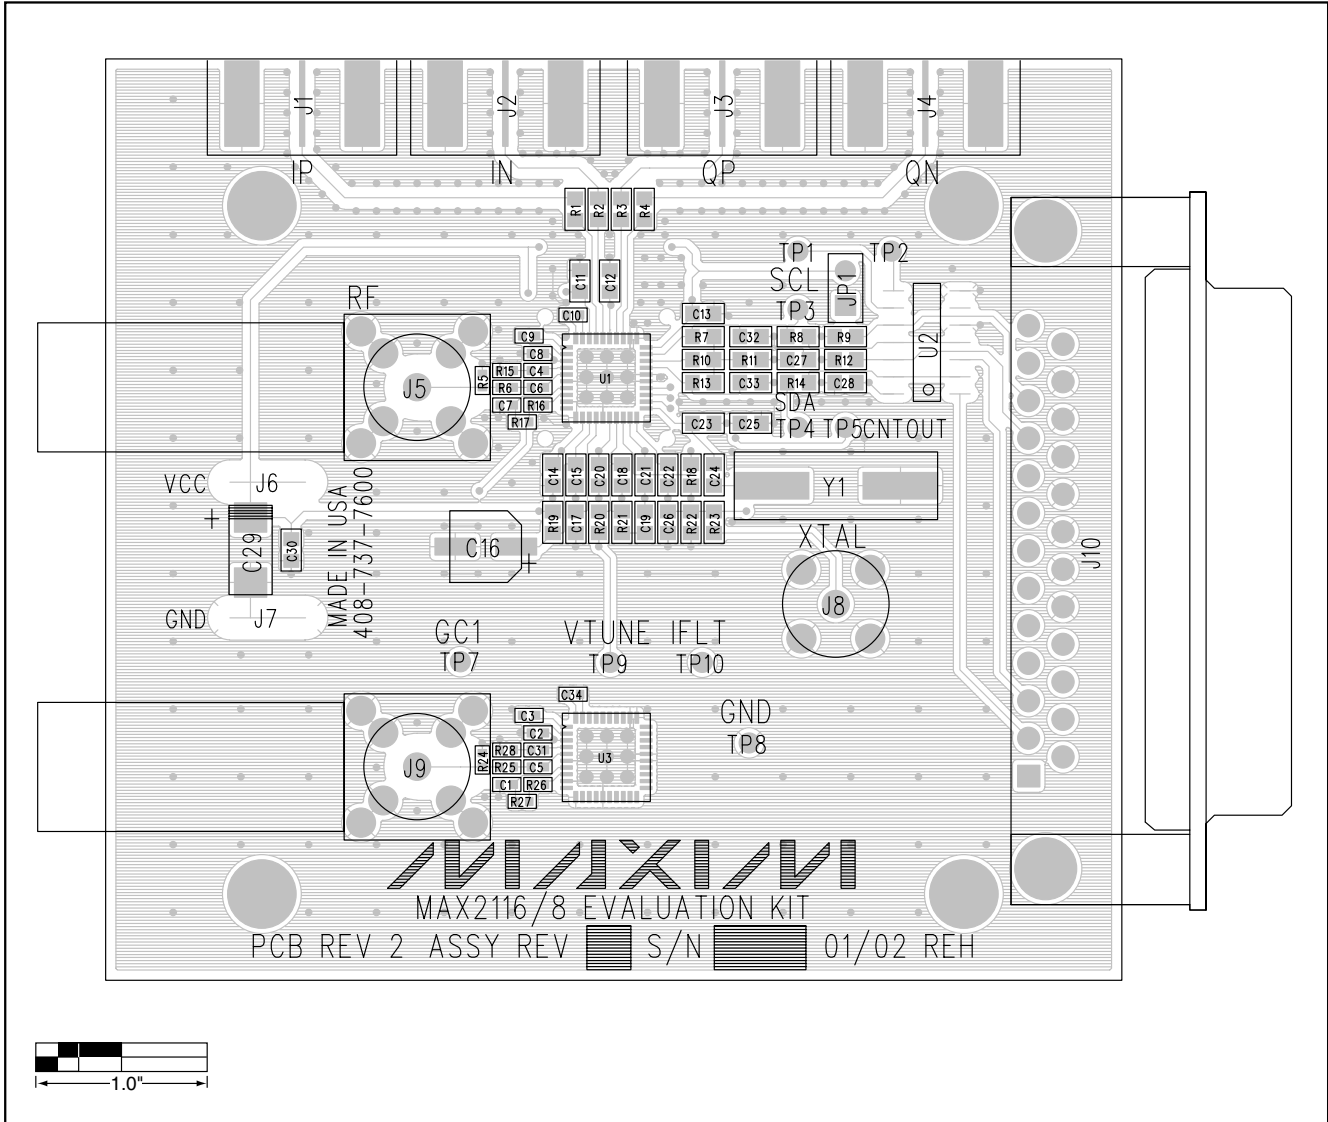 J1 J2 J3 J4
IP IN QP QN
R1 R2 R3 R4
TP1 TP2
C11 C12
SCL
JP1
RF
TP3
C10 C13
C9 R7 C32 R8 R9
U2
C8
R10 R11 C27 R12
R15 C4
U1
R5
R6 C6
R13 C33 R14 C28
J5
C7 R16
SDA
R17
C23 C25
TP4 TP5 CNTOUT
C14 C15 C20 C18 C21 C22 R18 C24
VCC J6
Y1
MADE IN USA
408-737-7600
+
R19 C17 R20 R21 C19 C26 R22 R23
C29 C30
C16
+
XTAL
J10
J8
GND J7
GC1 VTUNE IFLT
TP7 TP9 TP10
C34
C3
GND
C2
TP8
R28 C31
R24
U3
R25 C5
J9
C1 R26
R27
MAXIM
MAX2116/8 EVALUATION KIT
PCB REV 2 ASSY REV S/N 01/02 REH
1.0"